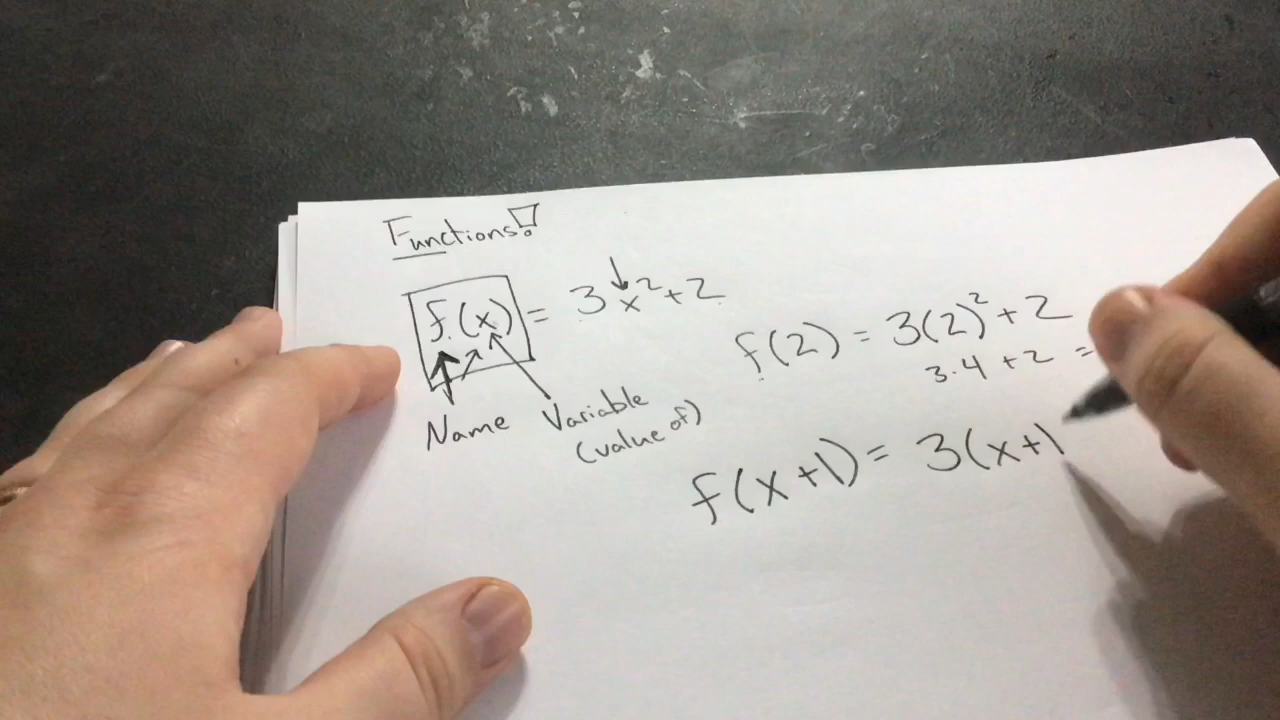 Functions!
f(x) = 3x²+2
f(2) = 3(2)²+2
3·4+2 =
Name Variable
(value of)
f(x+1) = 3(x+1